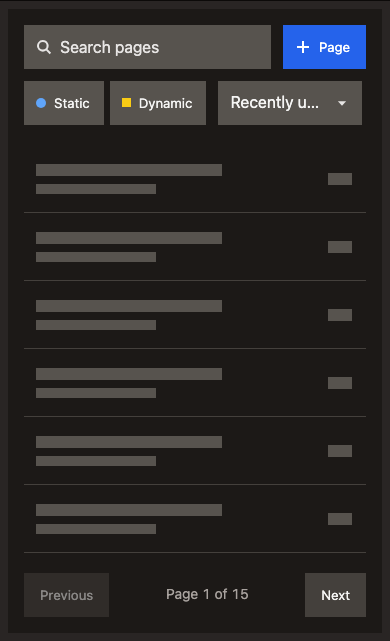 Search pages
Page
Static
Dynamic
Recently u...
Previous
Page 1 of 15
Next